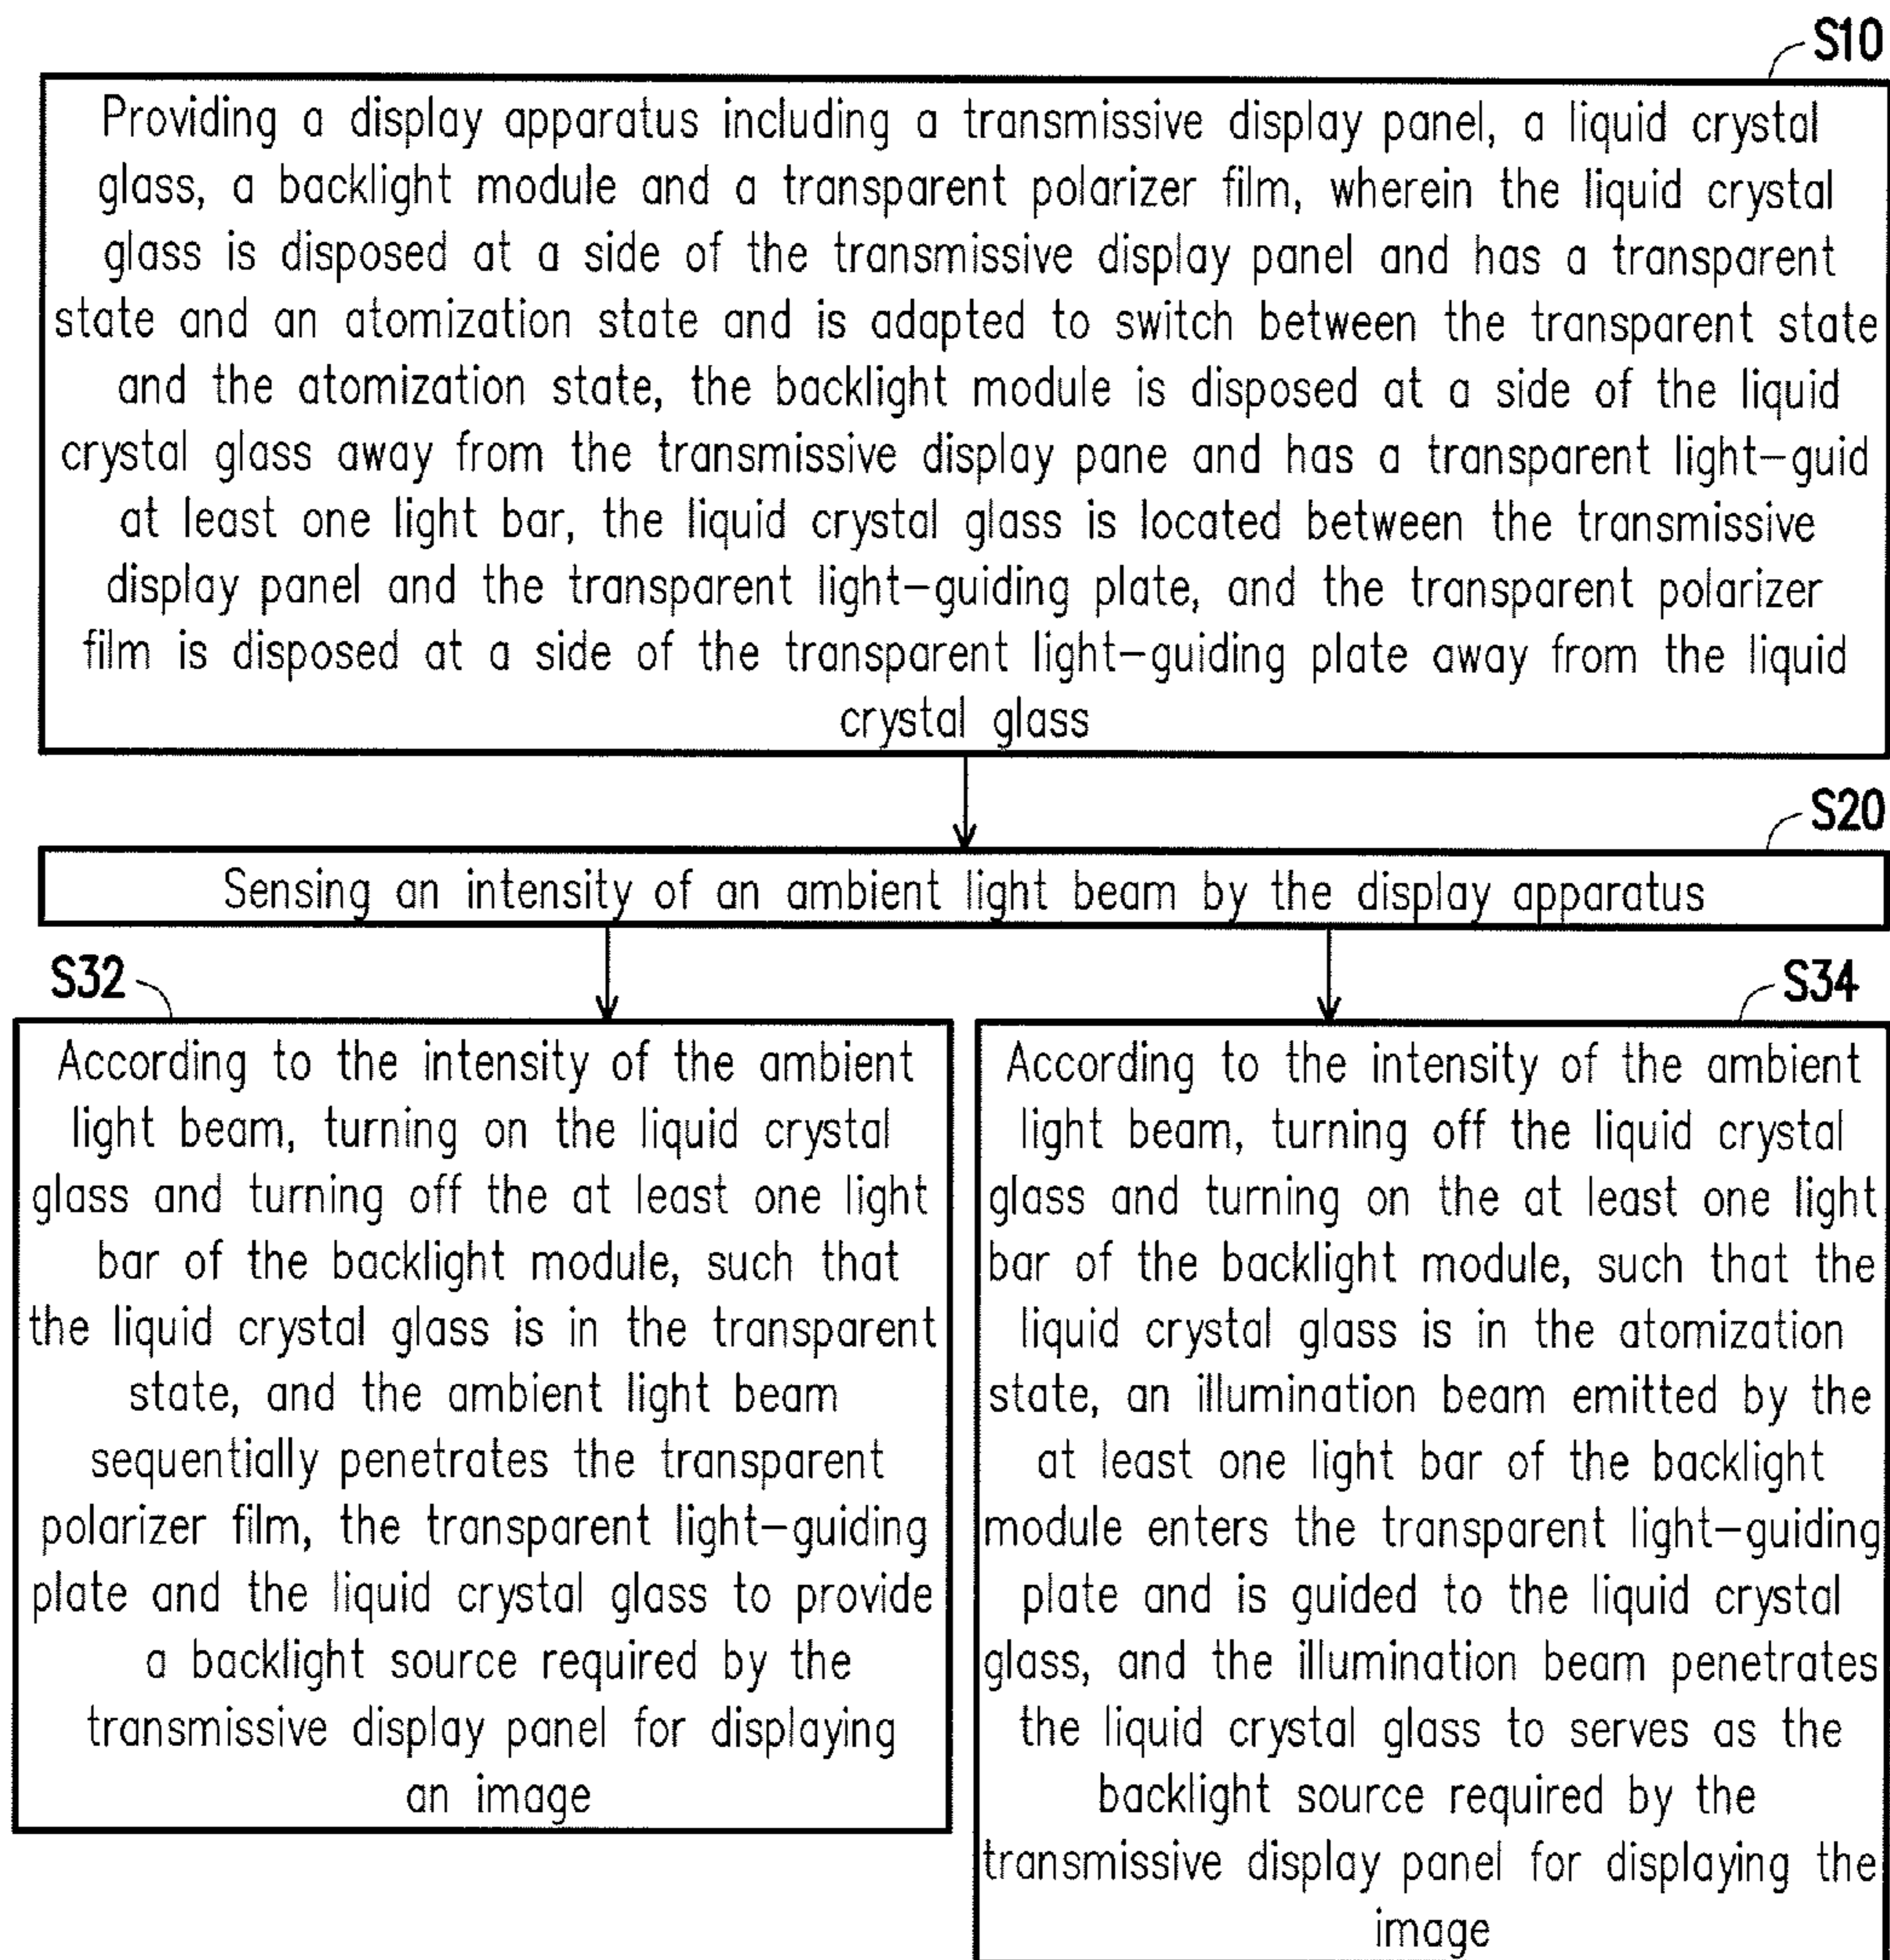 S10
Providing a display apparatus including a transmissive display panel, a liquid crystal
glass, a backlight module and a transparent polarizer film, wherein the liquid crystal
glass is disposed at a side of the transmissive display panel and has a transparent
state and an atomization state and is adapted to switch between the transparent state
and the atomization state, the backlight module is disposed at a side of the liquid
crystal glass away from the transmissive display pane and has a transparent light-guid
at least one light bar, the liquid crystal glass is located between the transmissive
display panel and the transparent light-guiding plate, and the transparent polarizer
film is disposed at a side of the transparent light-guiding plate away from the liquid
crystal glass
S20
Sensing an intensity of an ambient light beam by the display apparatus
S32
According to the intensity of the ambient
light beam, turning on the liquid crystal
glass and turning off the at least one light
bar of the backlight module, such that
the liquid crystal glass is in the transparent
state, and the ambient light beam
sequentially penetrates the transparent
polarizer film, the transparent light-guiding
plate and the liquid crystal glass to provide
a backlight source required by the
transmissive display panel for displaying
an image
S34
According to the intensity of the ambient
light beam, turning off the liquid crystal
glass and turning on the at least one light
bar of the backlight module, such that the
liquid crystal glass is in the atomization
state, an illumination beam emitted by the
at least one light bar of the backlight
module enters the transparent light-guiding
plate and is guided to the liquid crystal
glass, and the illumination beam penetrates
the liquid crystal glass to serves as the
backlight source required by the
transmissive display panel for displaying the
image